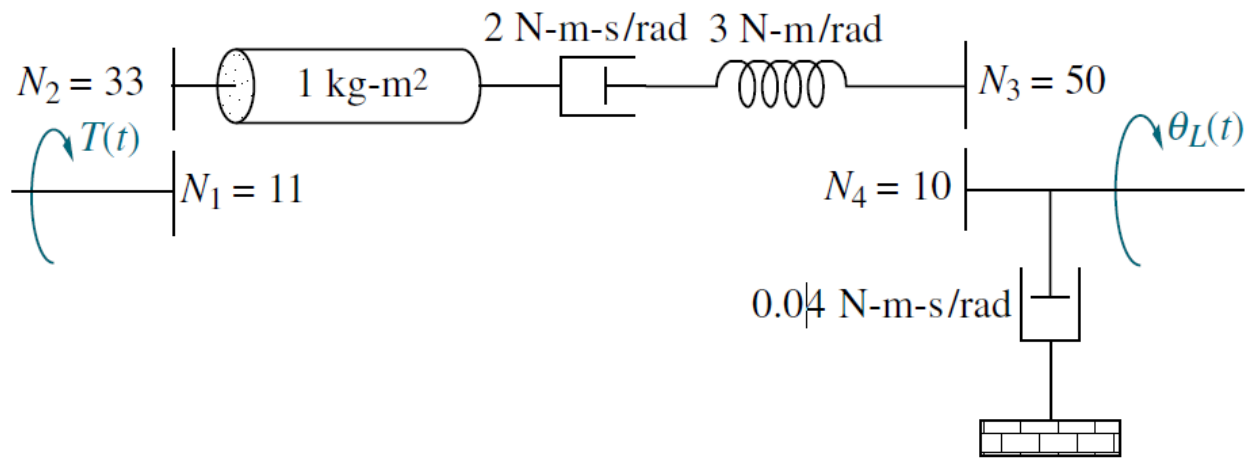 2 N-m-s/rad 3 N-m/rad
N2 = 33
1 kg-m2
N3 = 50
T(t)
θL(t)
N1 = 11
N4 = 10
0.04 N-m-s/rad